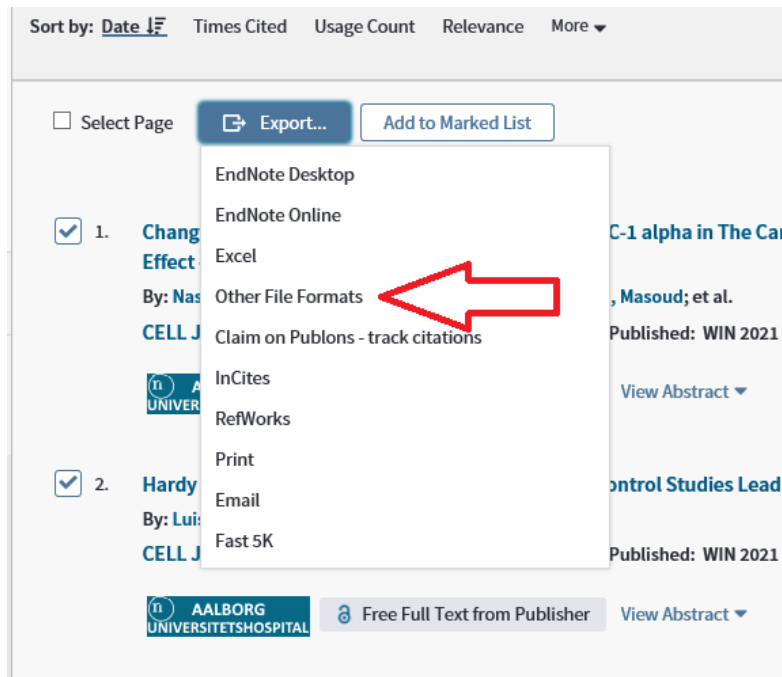 Sort by: Date Times Cited Usage Count Relevance More
Select Page Export... Add to Marked List
EndNote Desktop
EndNote Online
1. Chang C-1 alpha in The Car
Excel
Effect
By: Nas Other File Formats , Masoud; et al.
CELL J Claim on Publons - track citations Published: WIN 2021
InCites
n A View Abstract
UNIVER
RefWorks
Print
2. Hardy ontrol Studies Lead
Email
By: Luis
Fast 5K
CELL J Published: WIN 2021
n AALBORG Free Full Text from Publisher View Abstract
UNIVERSITETSHOSPITAL